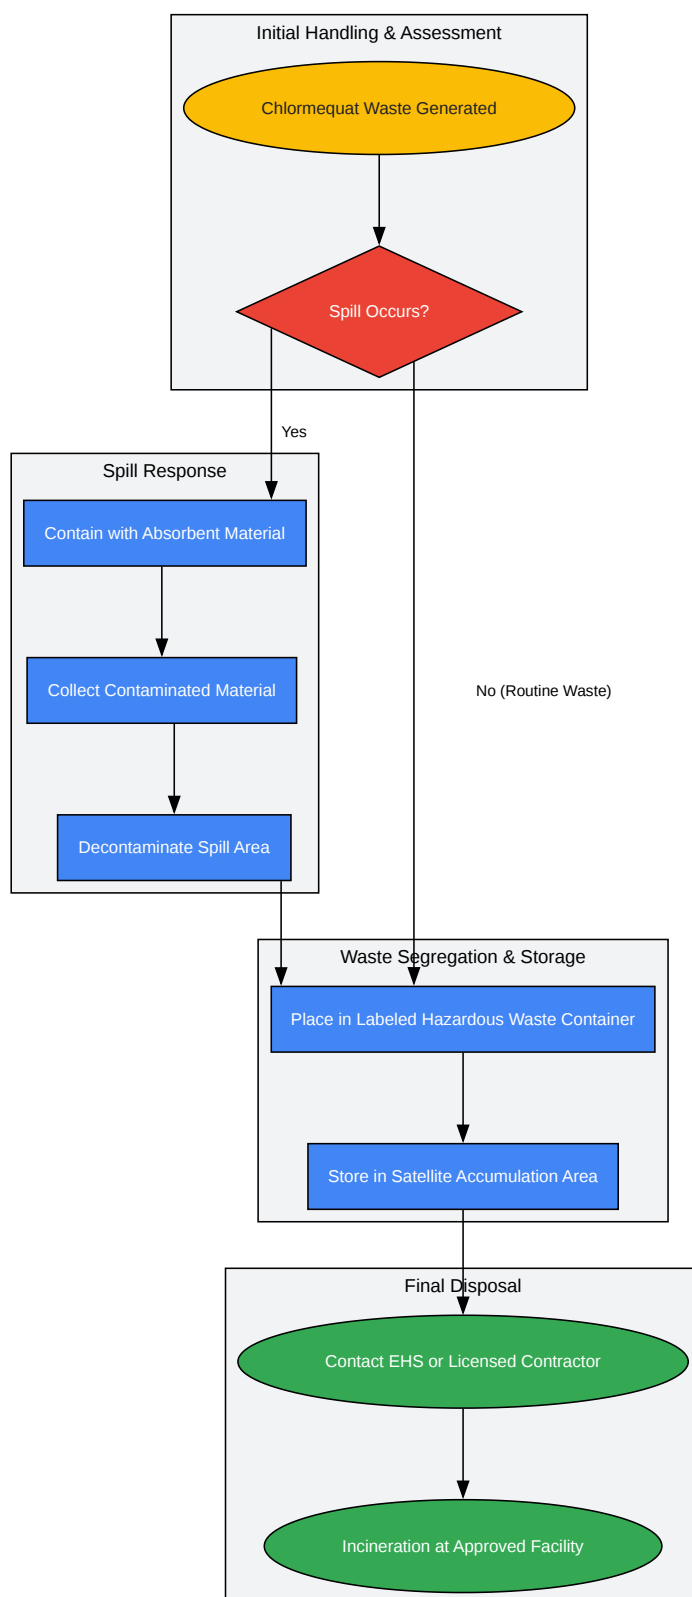 Initial Handling & Assessment
Chlormequat Waste Generated
Spill Occurs?
Yes
Spill Response
Contain with Absorbent Material
Collect Contaminated Material
No (Routine Waste)
Decontaminate Spill Area
Waste Segregation & Storage
Place in Labeled Hazardous Waste Container
Store in Satellite Accumulation Area
Final Disposal
Contact EHS or Licensed Contractor
Incineration at Approved Facility